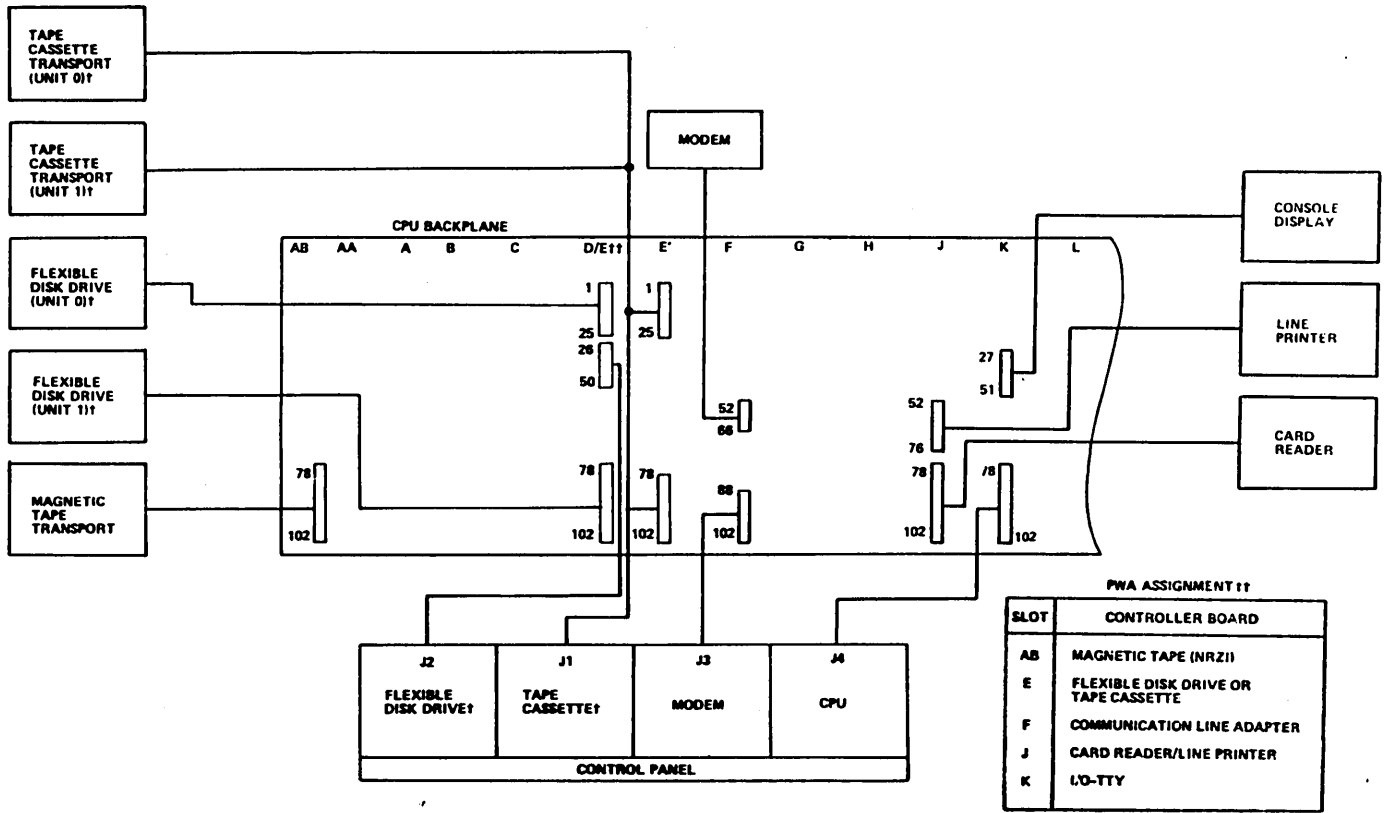 TAPE
CASSETTE
TRANSPORT
(UNIT 0)†
TAPE
CASSETTE
TRANSPORT
(UNIT 1)†
FLEXIBLE
DISK DRIVE
(UNIT 0)†
FLEXIBLE
DISK DRIVE
(UNIT 1)†
MAGNETIC
TAPE
TRANSPORT
MODEM
CONSOLE
DISPLAY
LINE
PRINTER
CARD
READER
CPU BACKPLANE
AB AA A B C D/E†† E' F G H J K L
1
25
26
50
78
102
1
25
78
102
78
102
52
66
88
102
52
76
78
102
27
51
78
102
J2
FLEXIBLE
DISK DRIVE†
J1
TAPE
CASSETTE†
J3
MODEM
J4
CPU
CONTROL PANEL
PWA ASSIGNMENT ††
SLOT CONTROLLER BOARD
AB MAGNETIC TAPE (NRZI)
E FLEXIBLE DISK DRIVE OR
TAPE CASSETTE
F COMMUNICATION LINE ADAPTER
J CARD READER/LINE PRINTER
K I/O-TTY